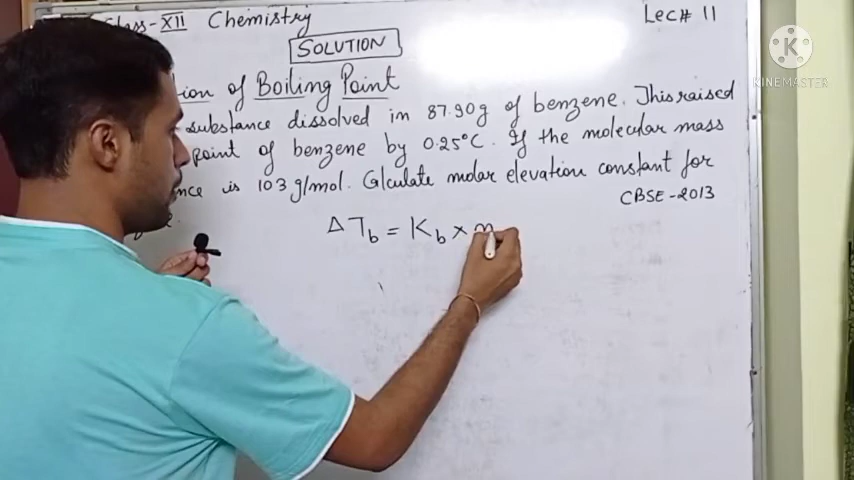 Class-XII Chemistry
Lec# 11
SOLUTION
of Boiling Point
substance dissolved in 87.90g of benzene. This raised
point of benzene by 0.25°C. If the molecular mass
is 103 g/mol. Calculate molar elevation constant for
CBSE-2013
ΔTb = Kb × m
KINEMASTER